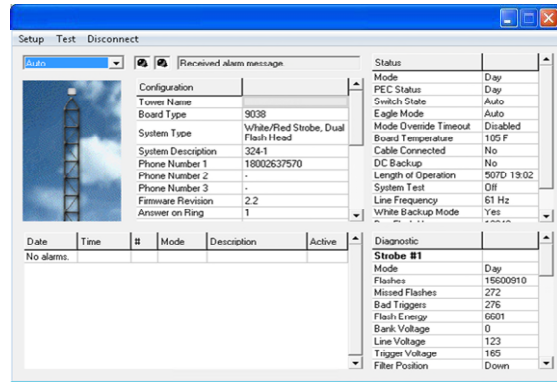 Setup Test Disconnect
Auto
Received alarm message
Configuration
Tower Name
Board Type 9038
System Type White/Red Strobe, Dual
Flash Head
System Description 324-1
Phone Number 1 18002637570
Phone Number 2 -
Phone Number 3 -
Firmware Revision 2.2
Answer on Ring 1
Status
Mode Day
PEC Status Day
Switch State Auto
Eagle Mode Auto
Mode Override Timeout Disabled
Board Temperature 105 F
Cable Connected No
DC Backup No
Length of Operation 507D 19:02
System Test Off
Line Frequency 61 Hz
White Backup Mode Yes
Date Time # Mode Description Active
No alarms.
Diagnostic
Strobe #1
Mode Day
Flashes 15600910
Missed Flashes 272
Bad Triggers 276
Flash Energy 6601
Bank Voltage 0
Line Voltage 123
Trigger Voltage 165
Filter Position Down